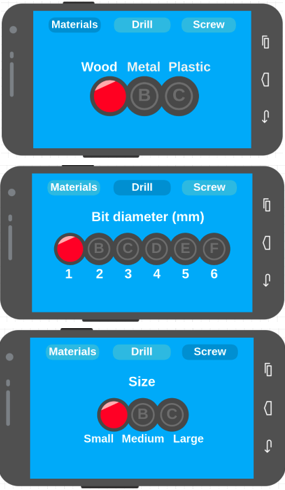 Materials Drill Screw
Wood Metal Plastic
B C
Materials Drill Screw
Bit diameter (mm)
B C D E F
1 2 3 4 5 6
Materials Drill Screw
Size
B C
Small Medium Large